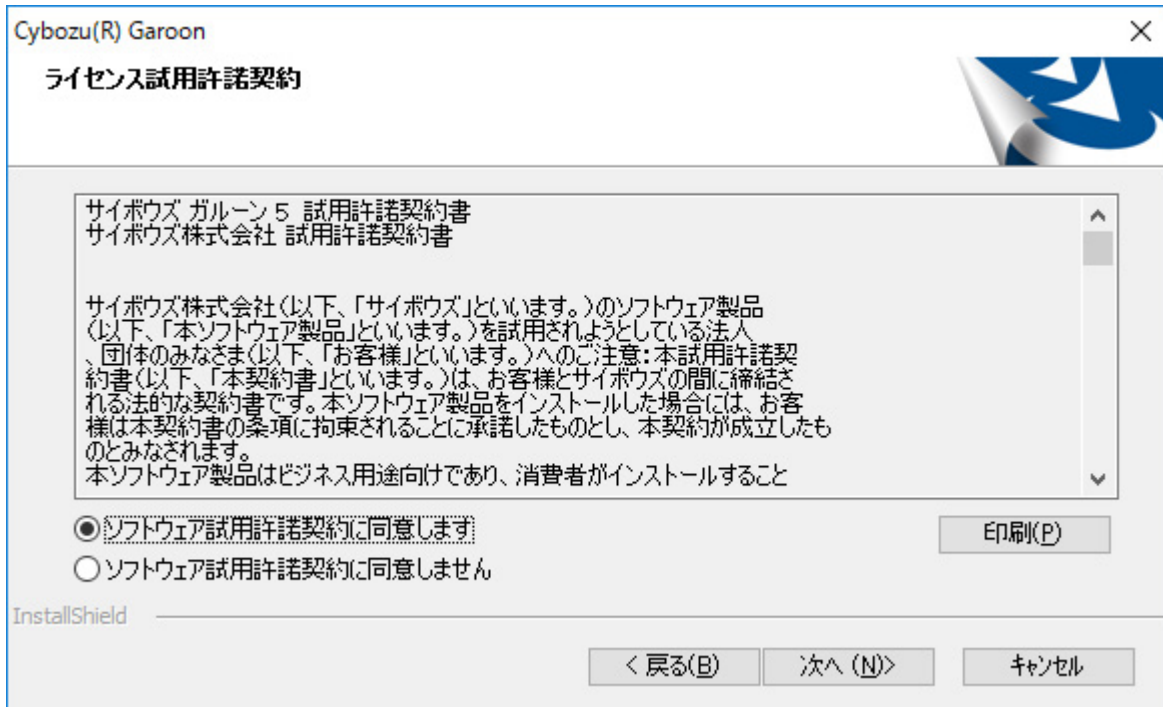 Cybozu(R) Garoon
ライセンス試用許諾契約
サイボウズ ガルーン 5 試用許諾契約書
サイボウズ株式会社 試用許諾契約書
サイボウズ株式会社(以下、「サイボウズ」といいます。)のソフトウェア製品
(以下、「本ソフトウェア製品」といいます。)を試用されようとしている法人
、団体のみなさま(以下、「お客様」といいます。)へのご注意:本試用許諾契
約書(以下、「本契約書」といいます。)は、お客様とサイボウズの間に締結さ
れる法的な契約書です。本ソフトウェア製品をインストールした場合には、お客
様は本契約書の条項に拘束されることに承諾したものとし、本契約が成立したも
のとみなされます。
本ソフトウェア製品はビジネス用途向けであり、消費者がインストールすること
ソフトウェア試用許諾契約に同意します
印刷(P)
ソフトウェア試用許諾契約に同意しません
InstallShield
< 戻る(B)
次へ (N)>
キャンセル